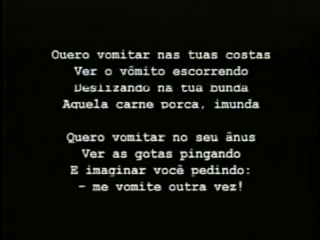 Quero vomitar nas tuas costas
Ver o vômito escorrendo
Deslizando na tua bunda
Aquela carne porca, imunda
Quero vomitar no seu ânus
Ver as gotas pingando
E imaginar você pedindo:
- me vomite outra vez!